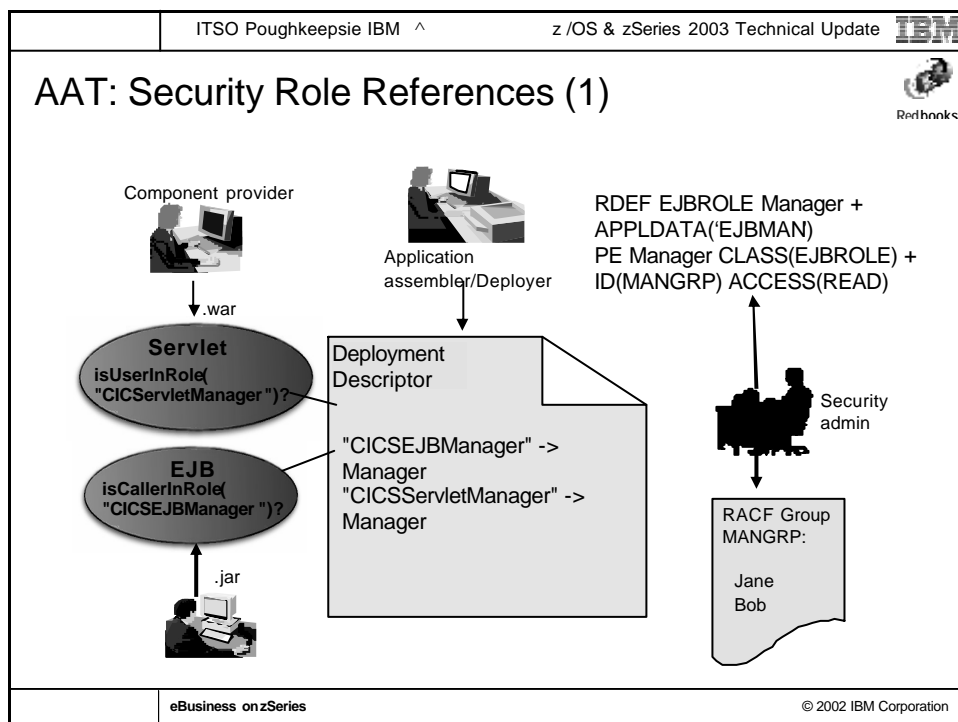 ITSO Poughkeepsie IBM ^
z /OS & zSeries 2003 Technical Update
IBM
AAT: Security Role References (1)
Redbooks
Component provider
.war
Servlet
isUserInRole(
"CICServletManager ")?
EJB
isCallerInRole(
"CICSEJBManager ")?
.jar
Application
assembler/Deployer
Deployment
Descriptor
"CICSEJBManager" ->
Manager
"CICSServletManager" ->
Manager
RDEF EJBROLE Manager +
APPLDATA('EJBMAN)
PE Manager CLASS(EJBROLE) +
ID(MANGRP) ACCESS(READ)
Security
admin
RACF Group
MANGRP:
Jane
Bob
eBusiness on zSeries
© 2002 IBM Corporation